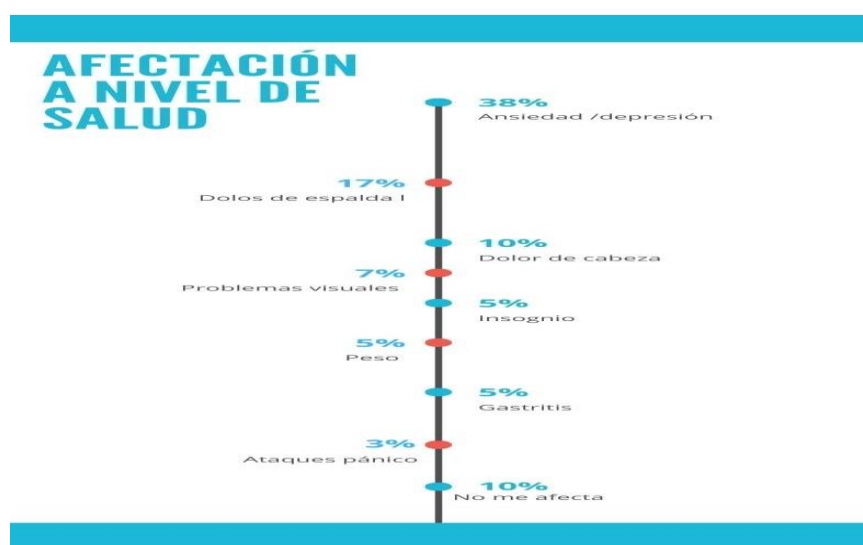 AFECTACIÓN
A NIVEL DE
SALUD
38%
Ansiedad /depresión
17%
Dolos de espalda l
10%
Dolor de cabeza
7%
Problemas visuales
5%
Insognio
5%
Peso
5%
Gastritis
3%
Ataques pánico
10%
No me afecta